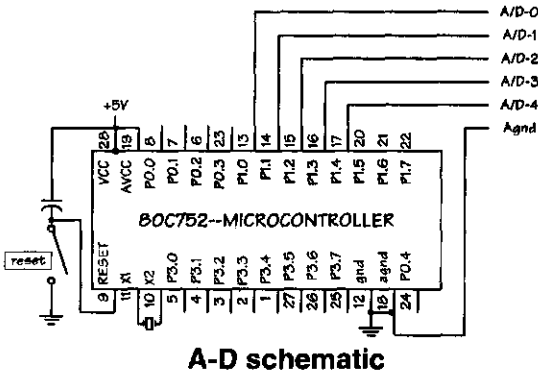 A/D-0
A/D-1
A/D-2
A/D-3
A/D-4
Agnd
+5V
28 19 8 7 6 23 13 14 15 16 17 20 21 22
VCC AVCC P0.0 P0.1 P0.2 P0.3 P1.0 P1.1 P1.2 P1.3 P1.4 P1.5 P1.6 P1.7
80C752--MICROCONTROLLER
reset
RESET X1 X2 P3.0 P3.1 P3.2 P3.3 P3.4 P3.5 P3.6 P3.7 gnd agnd P0.4
9 11 10 5 4 3 2 1 27 26 25 12 18 24
A-D schematic